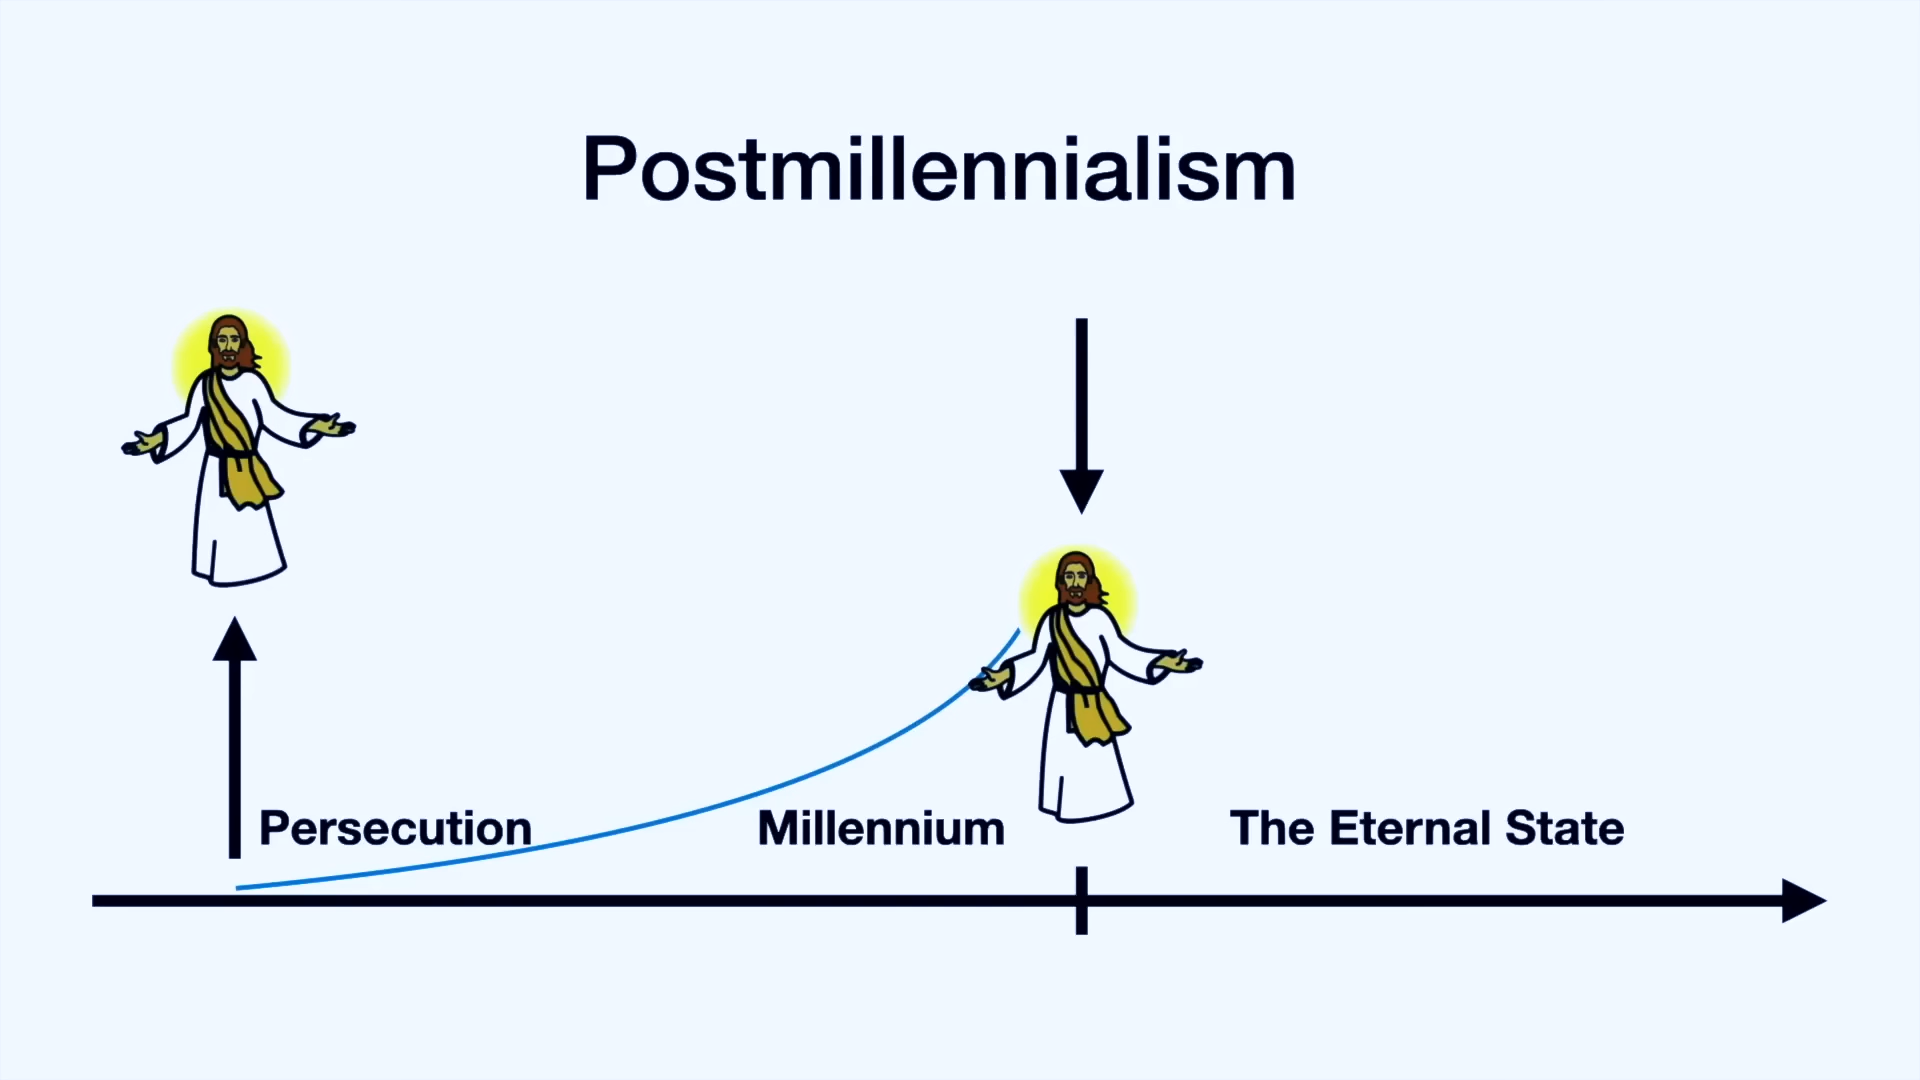 Postmillennialism
Persecution
Millennium
The Eternal State